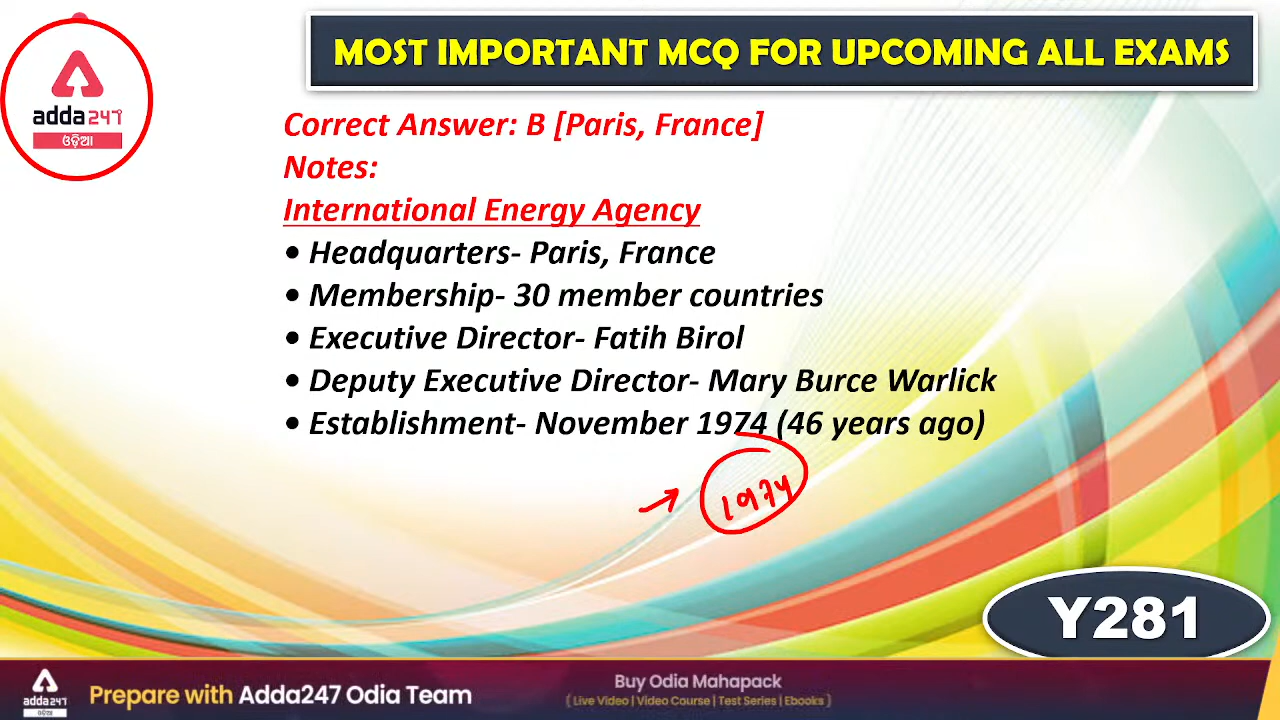 MOST IMPORTANT MCQ FOR UPCOMING ALL EXAMS
adda247
ଓଡ଼ିଆ
Correct Answer: B [Paris, France]
Notes:
International Energy Agency
• Headquarters- Paris, France
• Membership- 30 member countries
• Executive Director- Fatih Birol
• Deputy Executive Director- Mary Burce Warlick
• Establishment- November 1974 (46 years ago)
1974
Y281
adda247
ଓଡ଼ିଆ
Prepare with Adda247 Odia Team
Buy Odia Mahapack
( Live Video | Video Course | Test Series | Ebooks )